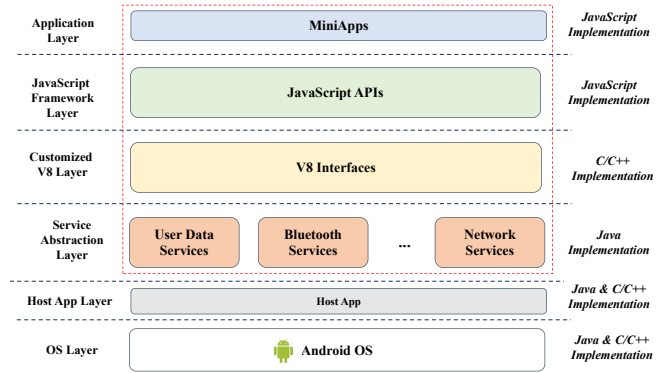 Application
Layer
MiniApps
JavaScript
Implementation
JavaScript
Framework
Layer
JavaScript APIs
JavaScript
Implementation
Customized
V8 Layer
V8 Interfaces
C/C++
Implementation
Service
Abstraction
Layer
User Data
Services
Bluetooth
Services
...
Network
Services
Java
Implementation
Host App Layer
Host App
Java & C/C++
Implementation
OS Layer
Android OS
Java & C/C++
Implementation